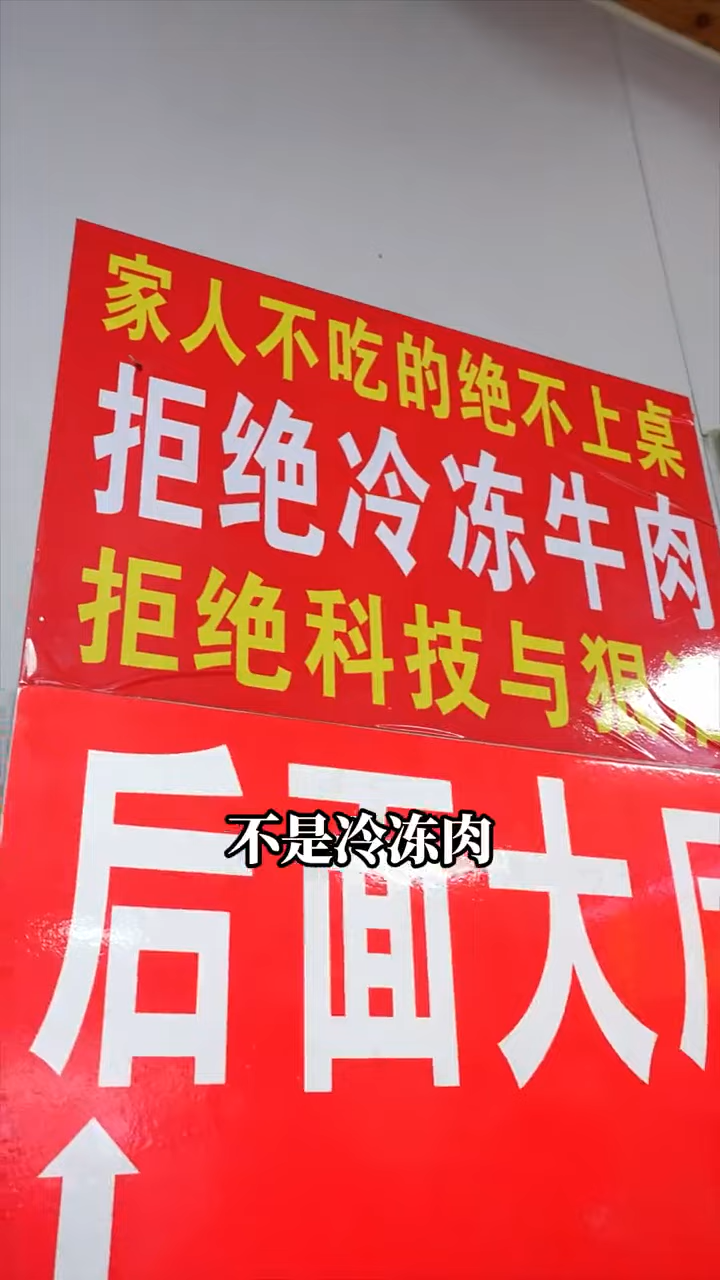 家人不吃的绝不上桌
拒绝冷冻牛肉
拒绝科技与狠
后面大
不是冷冻肉